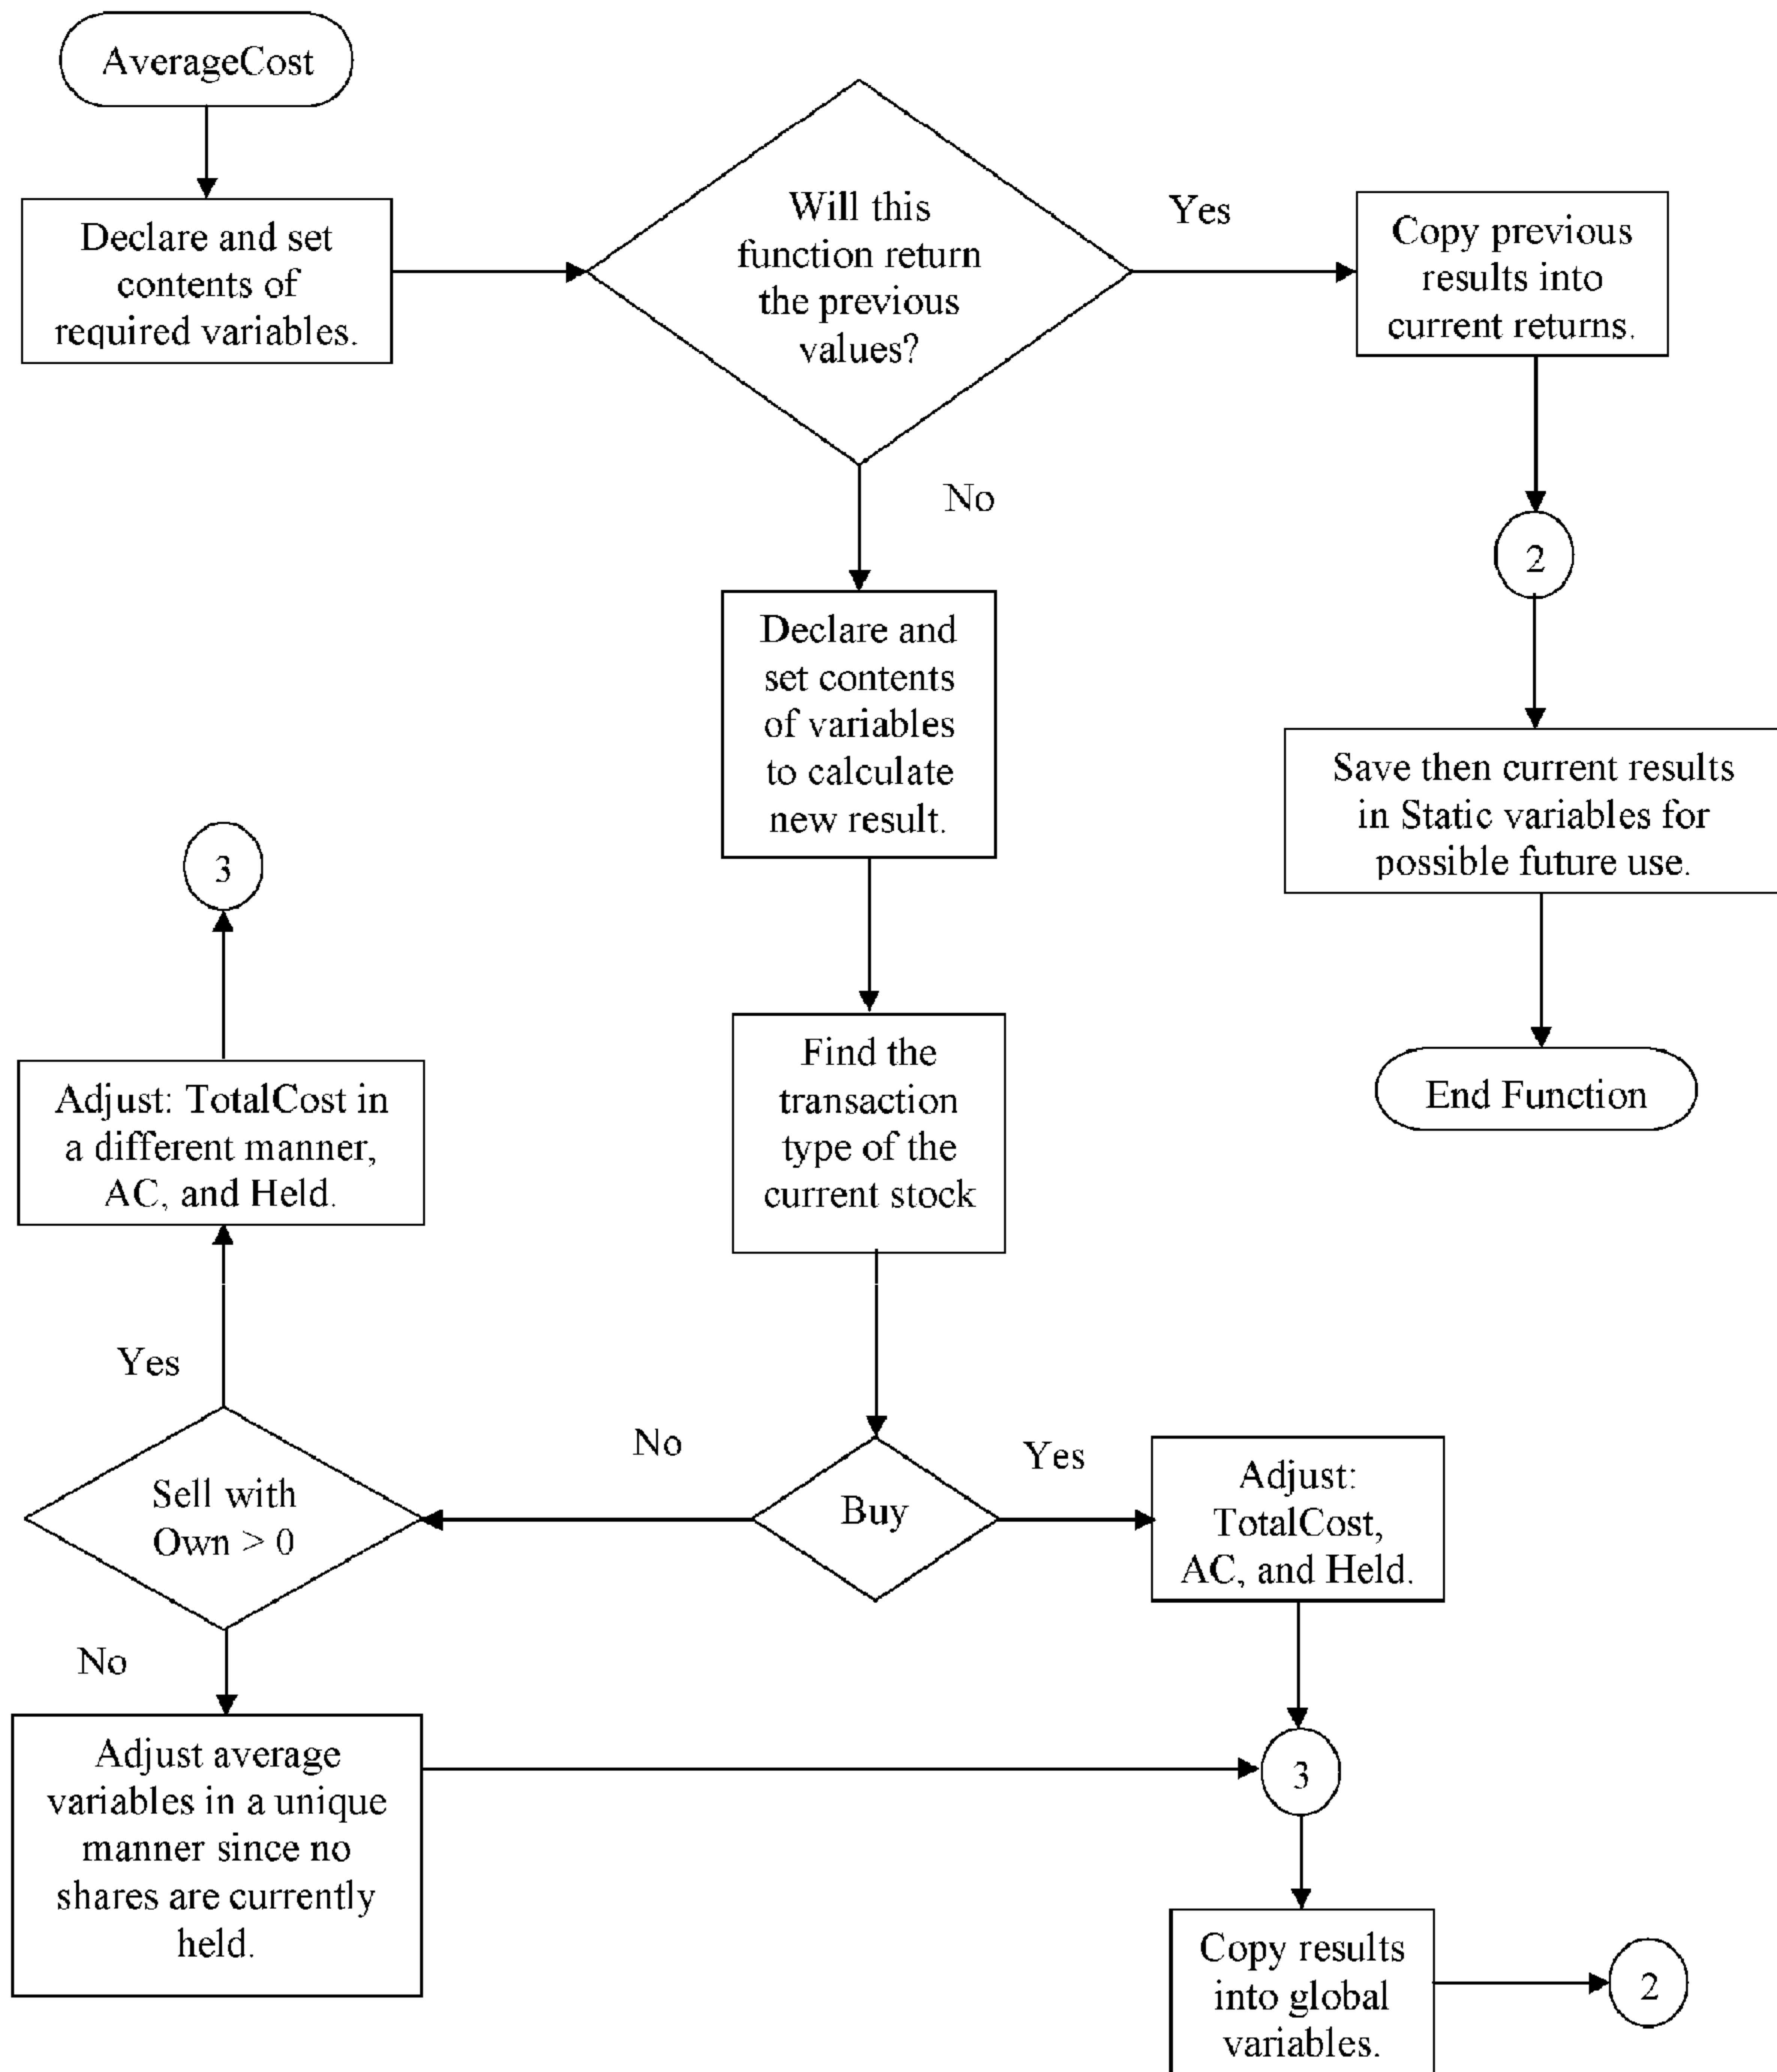 AverageCost
Declare and set
contents of
required variables.
Will this
function return
the previous
values?
Yes
Copy previous
results into
current returns.
No
2
Declare and
set contents
of variables
to calculate
new result.
Save then current results
in Static variables for
possible future use.
3
End Function
Find the
transaction
type of the
current stock
Adjust: TotalCost in
a different manner,
AC, and Held.
Yes
Sell with
Own > 0
No
Buy
Yes
Adjust:
TotalCost,
AC, and Held.
No
Adjust average
variables in a unique
manner since no
shares are currently
held.
3
Copy results
into global
variables.
2